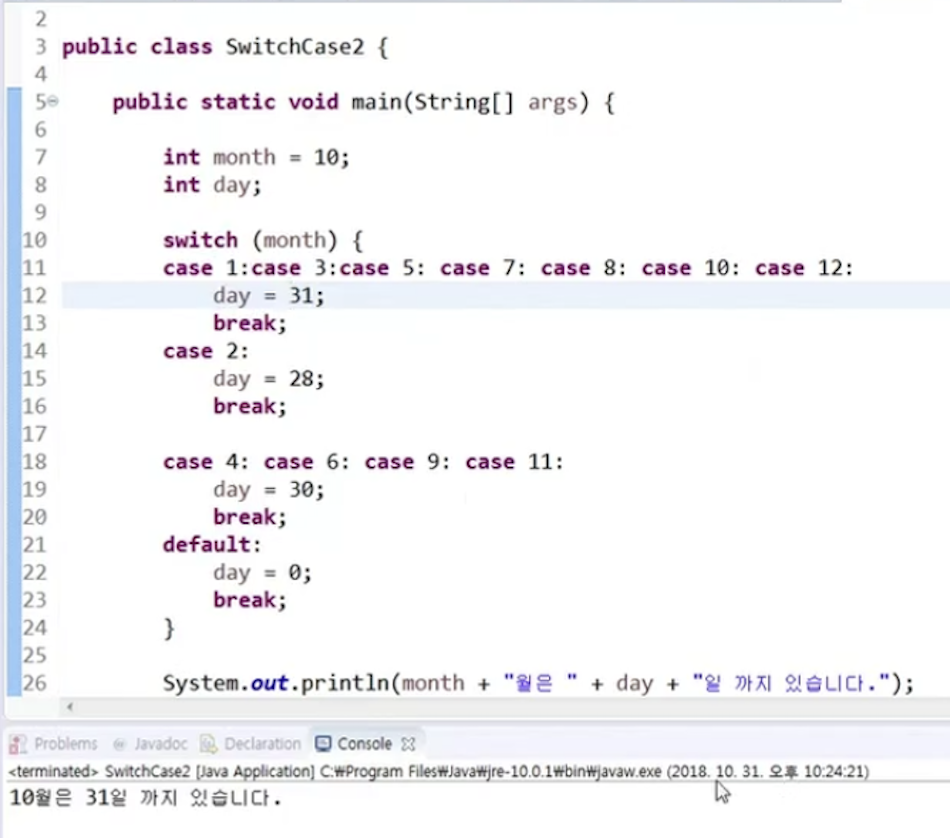 2
3 public class SwitchCase2 {
4
5 public static void main(String[] args) {
6
7 int month = 10;
8 int day;
9
10 switch (month) {
11 case 1:case 3:case 5: case 7: case 8: case 10: case 12:
12 day = 31;
13 break;
14 case 2:
15 day = 28;
16 break;
17
18 case 4: case 6: case 9: case 11:
19 day = 30;
20 break;
21 default:
22 day = 0;
23 break;
24 }
25
26 System.out.println(month + "월은 " + day + "일 까지 있습니다.");
Problems @ Javadoc Declaration Console
<terminated> SwitchCase2 [Java Application] C:₩Program Files₩Java₩jre-10.0.1₩bin₩javaw.exe (2018. 10. 31. 오후 10:24:21)
10월은 31일 까지 있습니다.